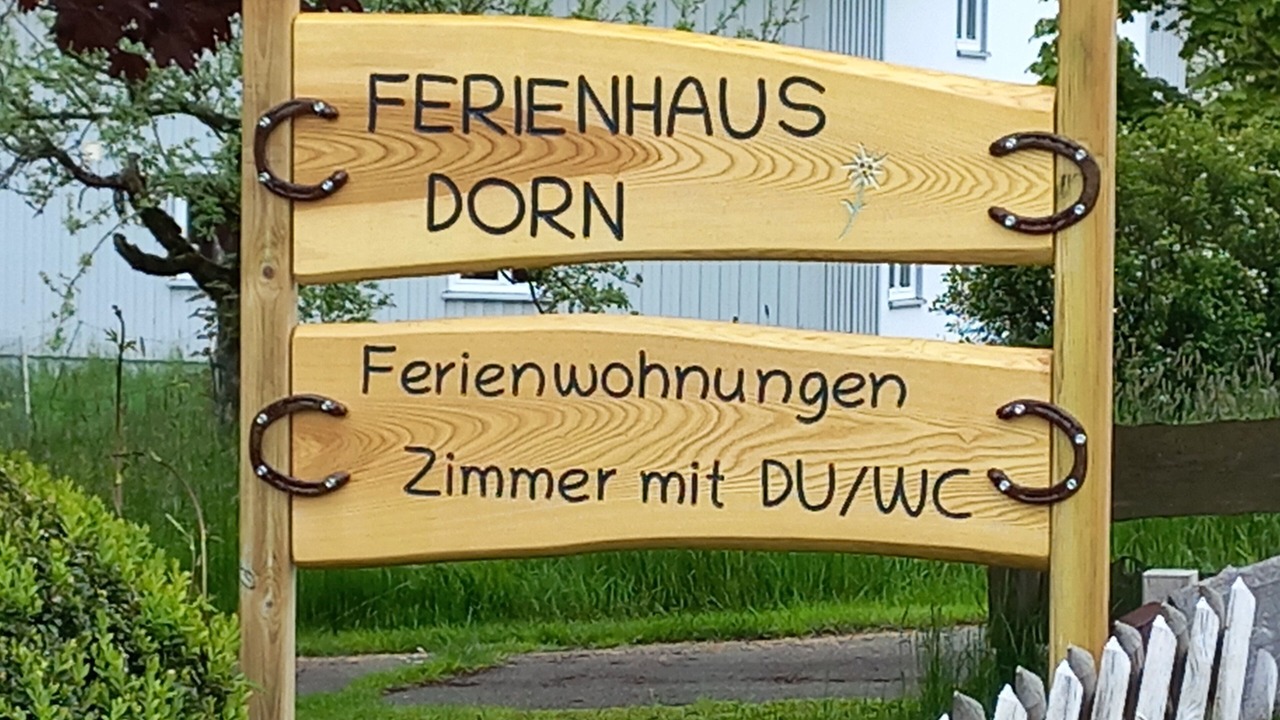 FERIENHAUS
DORN
Ferienwohnungen
Zimmer mit DU/WC